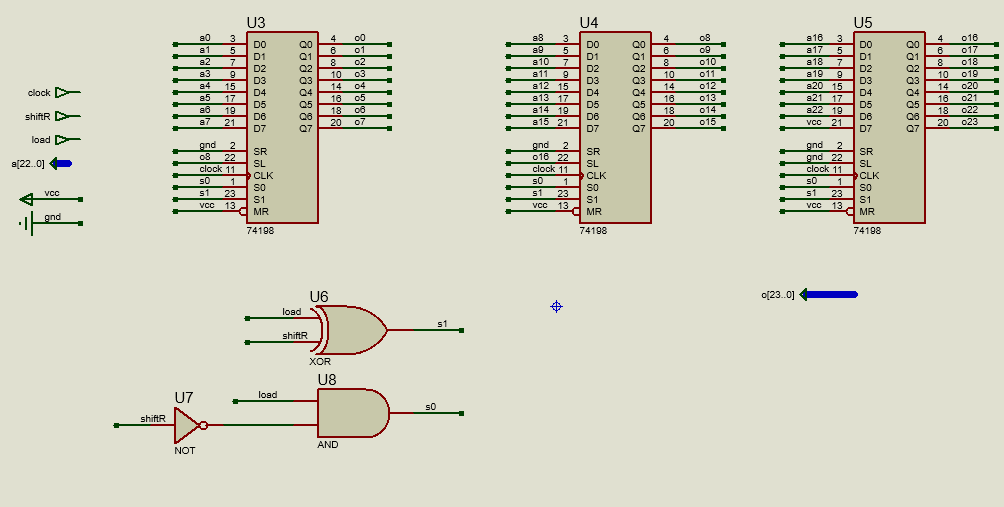 U3
a0 3 D0 Q0 4 o0
a1 5 D1 Q1 6 o1
a2 7 D2 Q2 8 o2
a3 9 D3 Q3 10 o3
a4 15 D4 Q4 14 o4
a5 17 D5 Q5 16 o5
a6 19 D6 Q6 18 o6
a7 21 D7 Q7 20 o7
gnd 2 SR
o8 22 SL
clock 11 CLK
s0 1 S0
s1 23 S1
vcc 13 MR
74198
U4
a8 3 D0 Q0 4 o8
a9 5 D1 Q1 6 o9
a10 7 D2 Q2 8 o10
a11 9 D3 Q3 10 o11
a12 15 D4 Q4 14 o12
a13 17 D5 Q5 16 o13
a14 19 D6 Q6 18 o14
a15 21 D7 Q7 20 o15
gnd 2 SR
o16 22 SL
clock 11 CLK
s0 1 S0
s1 23 S1
vcc 13 MR
74198
U5
a16 3 D0 Q0 4 o16
a17 5 D1 Q1 6 o17
a18 7 D2 Q2 8 o18
a19 9 D3 Q3 10 o19
a20 15 D4 Q4 14 o20
a21 17 D5 Q5 16 o21
a22 19 D6 Q6 18 o22
vcc 21 D7 Q7 20 o23
gnd 2 SR
gnd 22 SL
clock 11 CLK
s0 1 S0
s1 23 S1
vcc 13 MR
74198
clock
shiftR
load
a[22..0]
vcc
gnd
o[23..0]
U6
load
s1
shiftR
XOR
U8
load
s0
U7
shiftR
AND
NOT